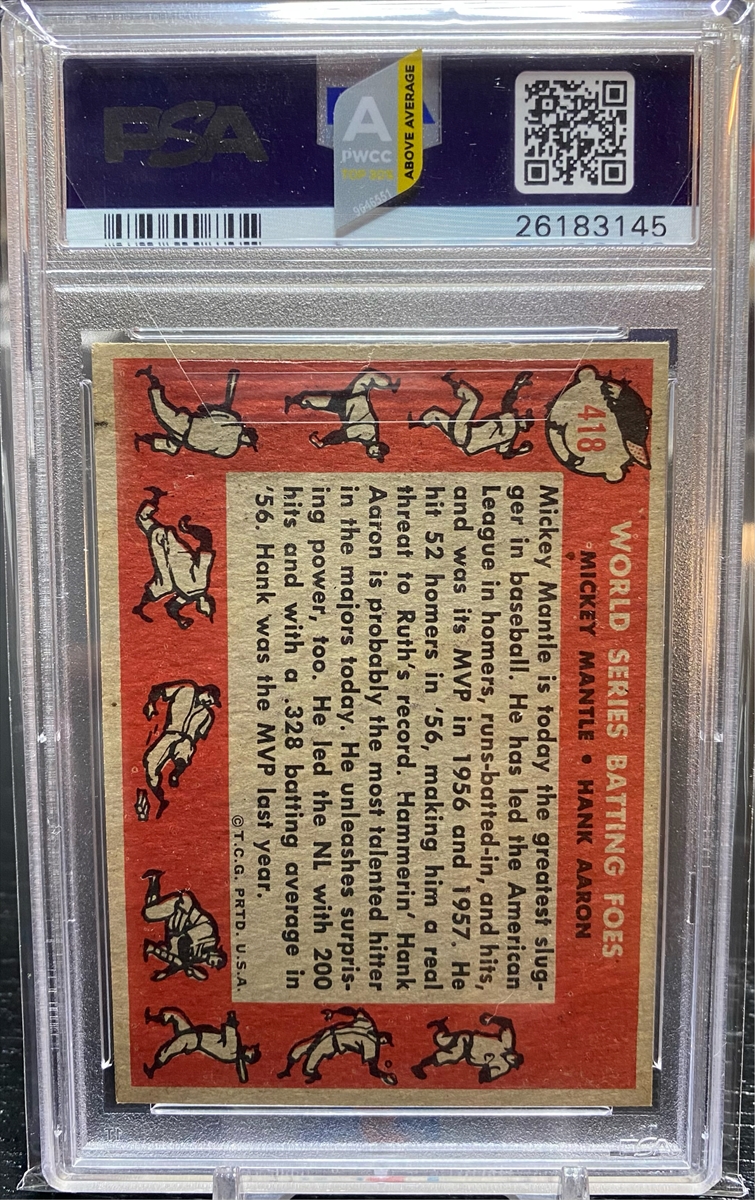 PSA
A
PWCC
TOP 30%
ABOVE AVERAGE
9946551
26183145
418
WORLD SERIES BATTING FOES
MICKEY MANTLE • HANK AARON
Mickey Mantle is today the greatest slug-
ger in baseball. He has led the American
League in homers, runs-batted-in, and hits,
and was its MVP in 1956 and 1957. He
hit 52 homers in '56, making him a real
threat to Ruth's record. Hammerin' Hank
Aaron is probably the most talented hitter
in the majors today. He unleashes surpris-
ing power, too. He led the NL with 200
hits and with a .328 batting average in
'56. Hank was the MVP last year.
©T.C.G. PRTD. U.S.A.
PSA